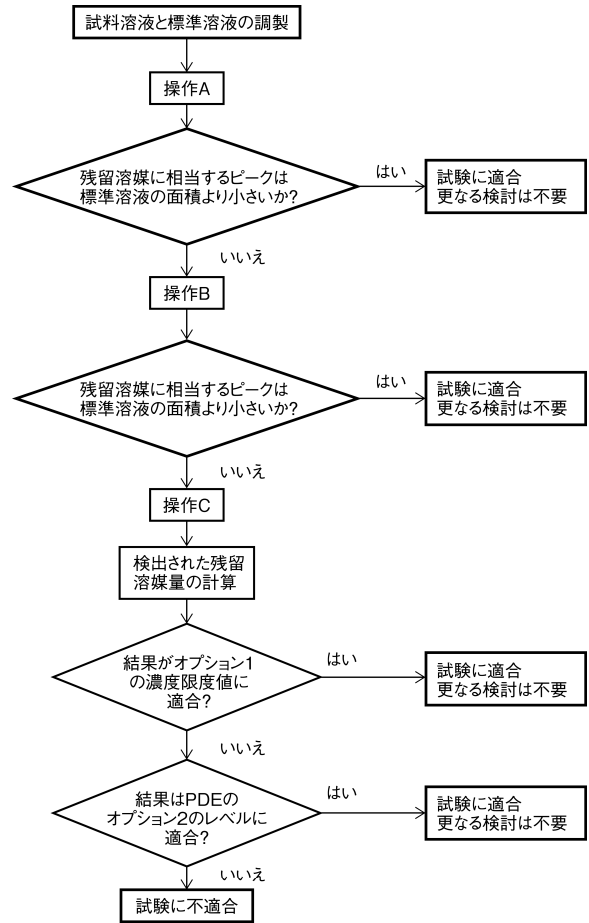 試料溶液と標準溶液の調製
操作A
残留溶媒に相当するピークは
標準溶液の面積より小さいか?
はい
試験に適合
更なる検討は不要
いいえ
操作B
残留溶媒に相当するピークは
標準溶液の面積より小さいか?
はい
試験に適合
更なる検討は不要
いいえ
操作C
検出された残留
溶媒量の計算
結果がオプション1
の濃度限度値に
適合?
はい
試験に適合
更なる検討は不要
いいえ
結果はPDEの
オプション2のレベルに
適合?
はい
試験に適合
更なる検討は不要
いいえ
試験に不適合